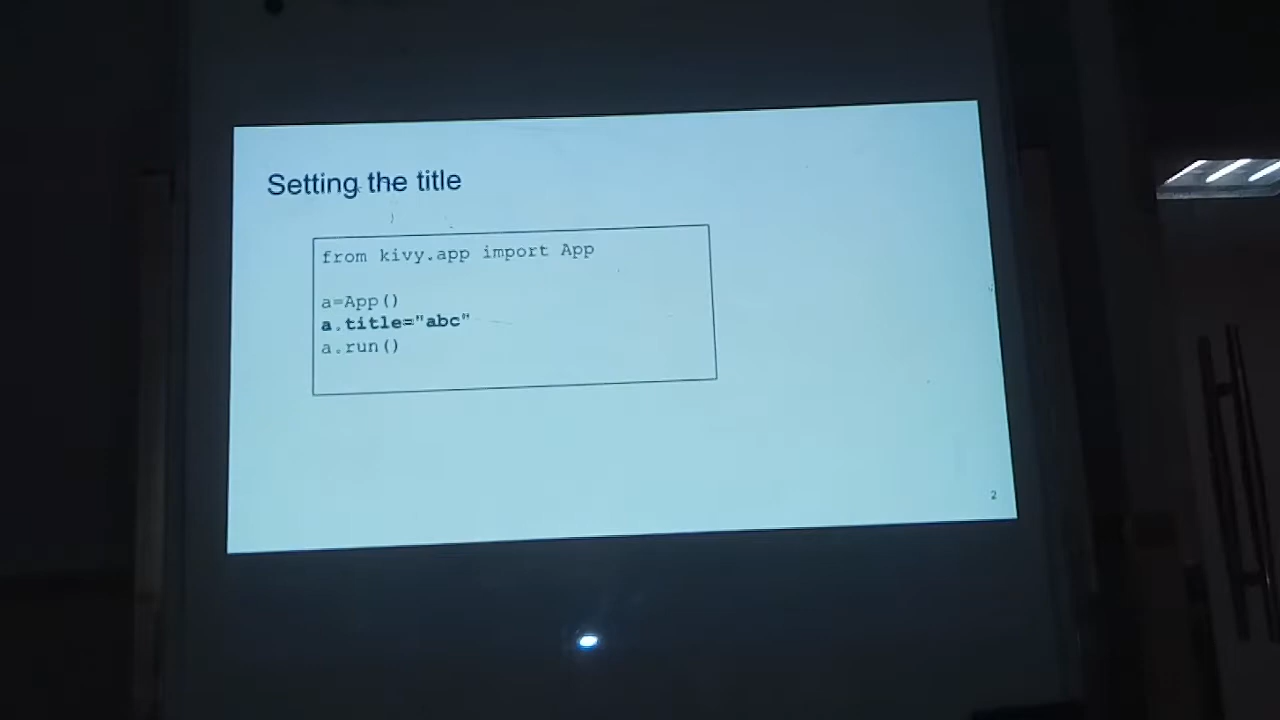 Setting the title
from kivy.app import App
a=App()
a.title="abc"
a.run()
2